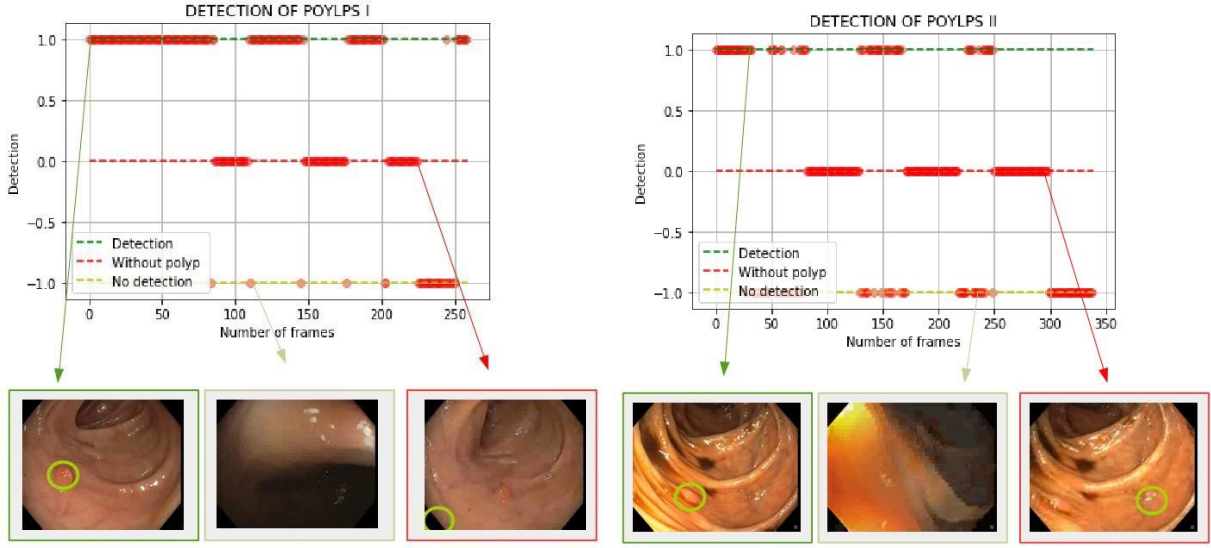 DETECTION OF POYLPS I
1.0
0.5
0.0
−0.5
−1.0
Detection
Detection
Without polyp
No detection
0
50
100
150
200
250
Number of frames
DETECTION OF POYLPS II
1.0
0.5
0.0
−0.5
−1.0
Detection
Detection
Without polyp
No detection
0
50
100
150
200
250
300
350
Number of frames